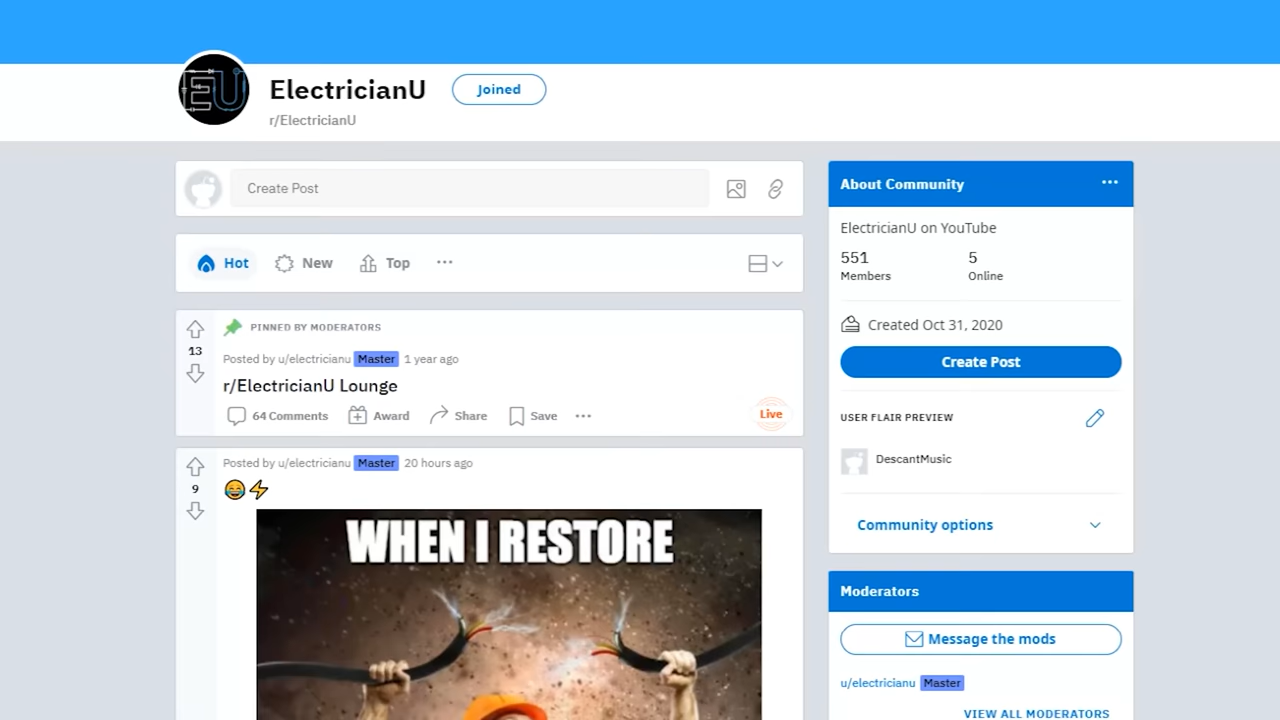 EU
ElectricianU
Joined
r/ElectricianU
Create Post
Hot
New
Top
PINNED BY MODERATORS
13
Posted by u/electricianu Master 1 year ago
r/ElectricianU Lounge
64 Comments
Award
Share
Save
Live
Posted by u/electricianu Master 20 hours ago
9
WHEN I RESTORE
About Community
ElectricianU on YouTube
551
5
Members
Online
Created Oct 31, 2020
Create Post
USER FLAIR PREVIEW
DescantMusic
Community options
Moderators
Message the mods
u/electricianu Master
VIEW ALL MODERATORS